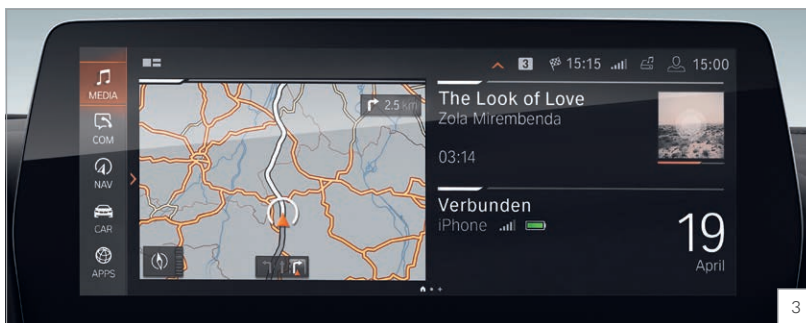 3 15:15 15:00
MEDIA
COM
NAV
CAR
APPS
2.5 km
The Look of Love
Zola Mirembenda
03:14
Verbunden
iPhone
19
April
3